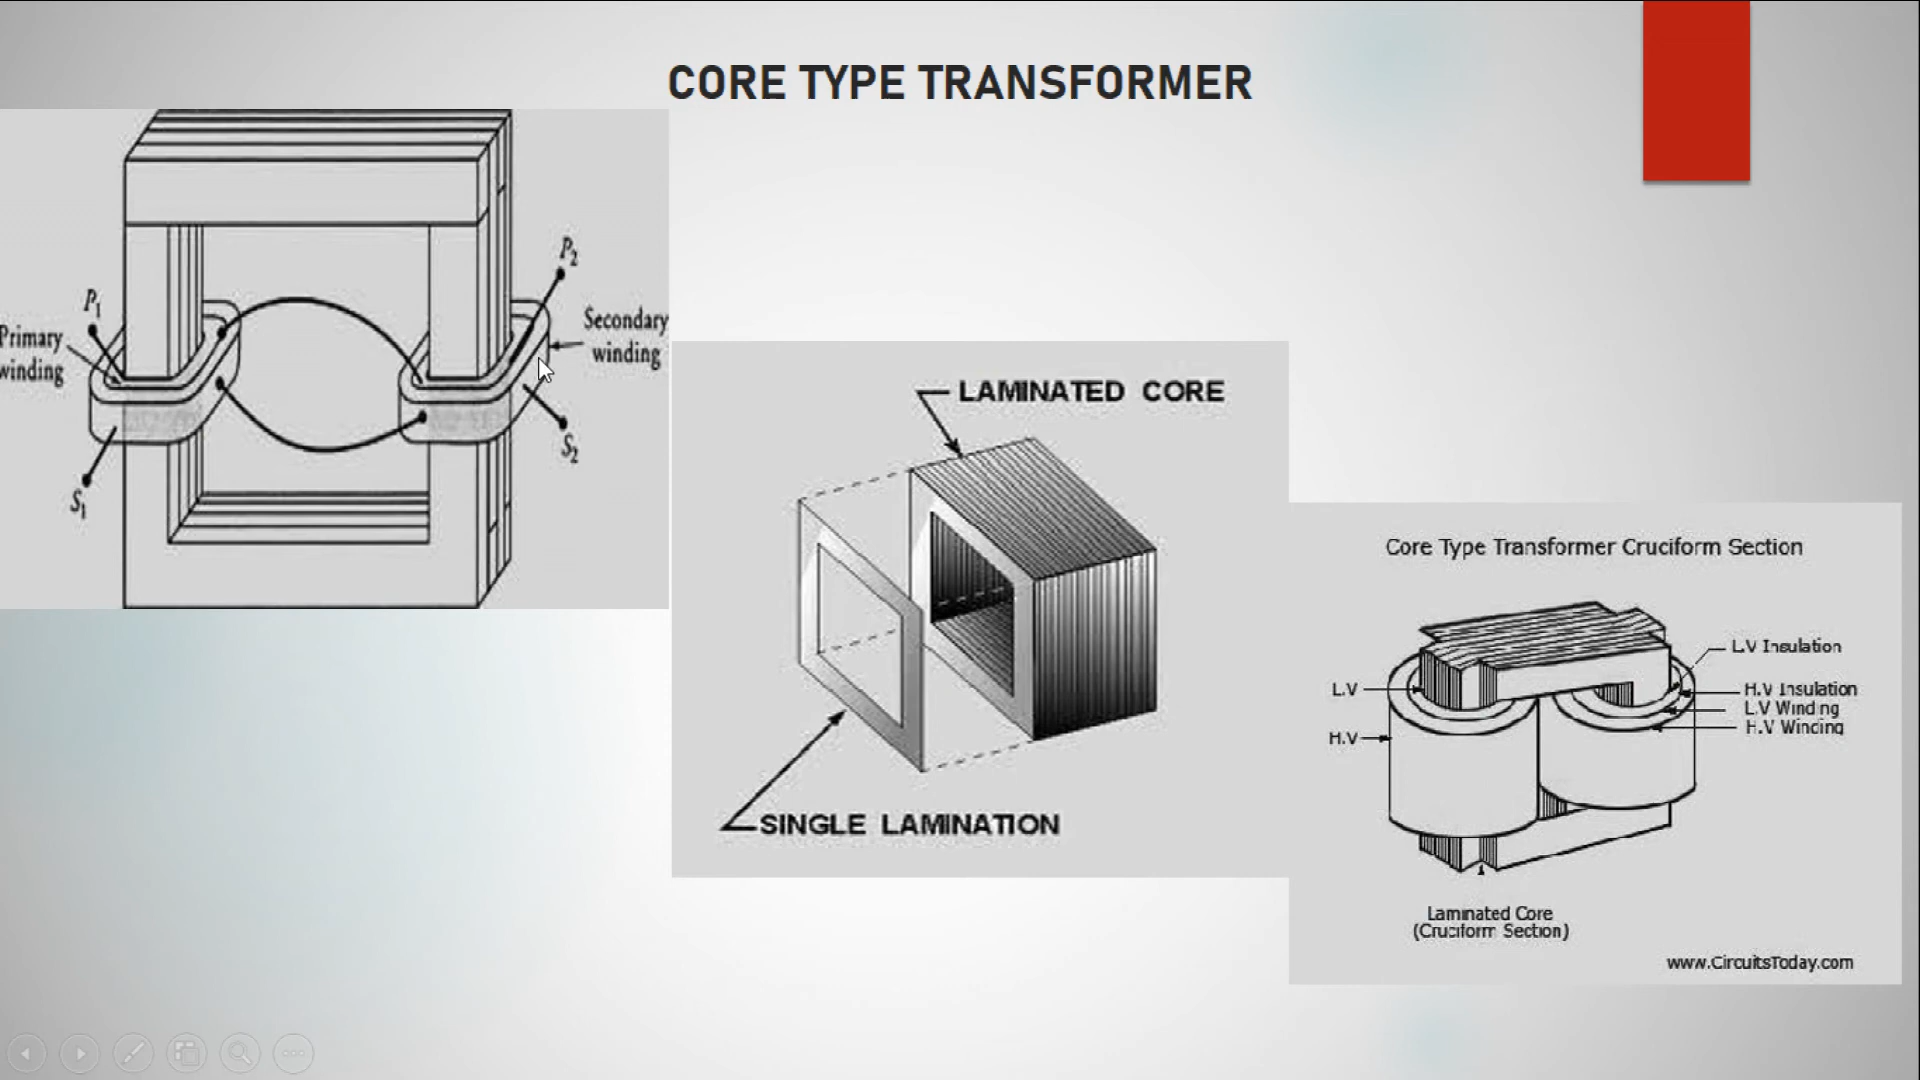 CORE TYPE TRANSFORMER
P2
P1
Primary
winding
Secondary
winding
S2
S1
LAMINATED CORE
SINGLE LAMINATION
Core Type Transformer Cruciform Section
L.V Insulation
L.V
H.V Insulation
L.V Winding
H.V Winding
H.V
Laminated Core
(Cruciform Section)
www.CircuitsToday.com